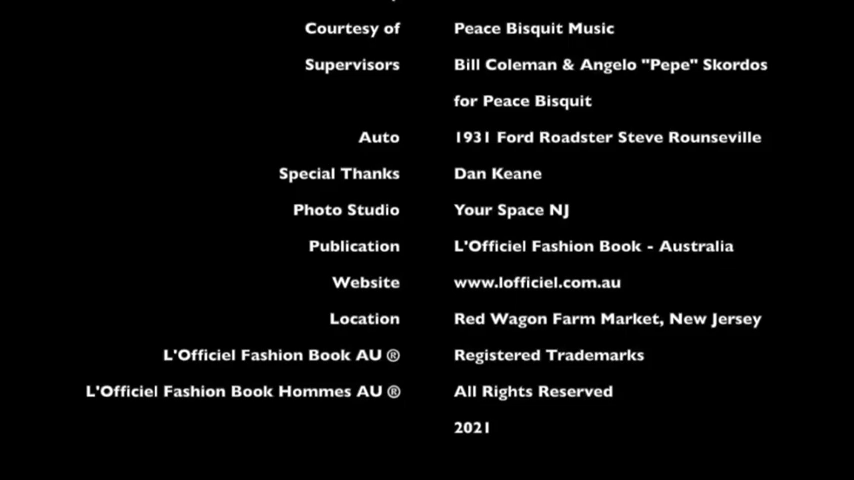 Courtesy of Peace Bisquit Music
Supervisors Bill Coleman & Angelo "Pepe" Skordos
for Peace Bisquit
Auto 1931 Ford Roadster Steve Rounseville
Special Thanks Dan Keane
Photo Studio Your Space NJ
Publication L'Officiel Fashion Book - Australia
Website www.lofficiel.com.au
Location Red Wagon Farm Market, New Jersey
L'Officiel Fashion Book AU ® Registered Trademarks
L'Officiel Fashion Book Hommes AU ® All Rights Reserved
2021